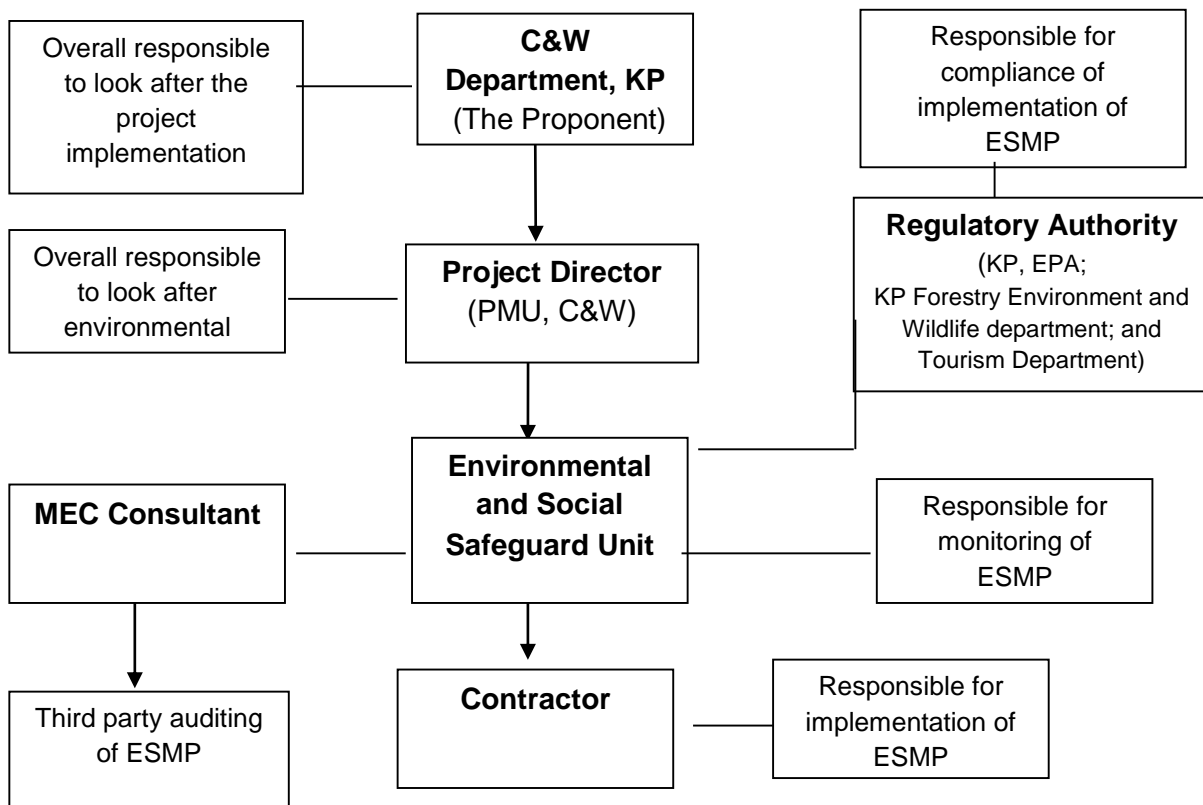 Overall responsible
to look after the
project
implementation
C&W
Department, KP
(The Proponent)
Responsible for
compliance of
implementation of
ESMP
Overall responsible
to look after
environmental
Project Director
(PMU, C&W)
Regulatory Authority
(KP, EPA;
KP Forestry Environment and
Wildlife department; and
Tourism Department)
MEC Consultant
Environmental
and Social
Safeguard Unit
Responsible for
monitoring of
ESMP
Third party auditing
of ESMP
Contractor
Responsible for
implementation of
ESMP